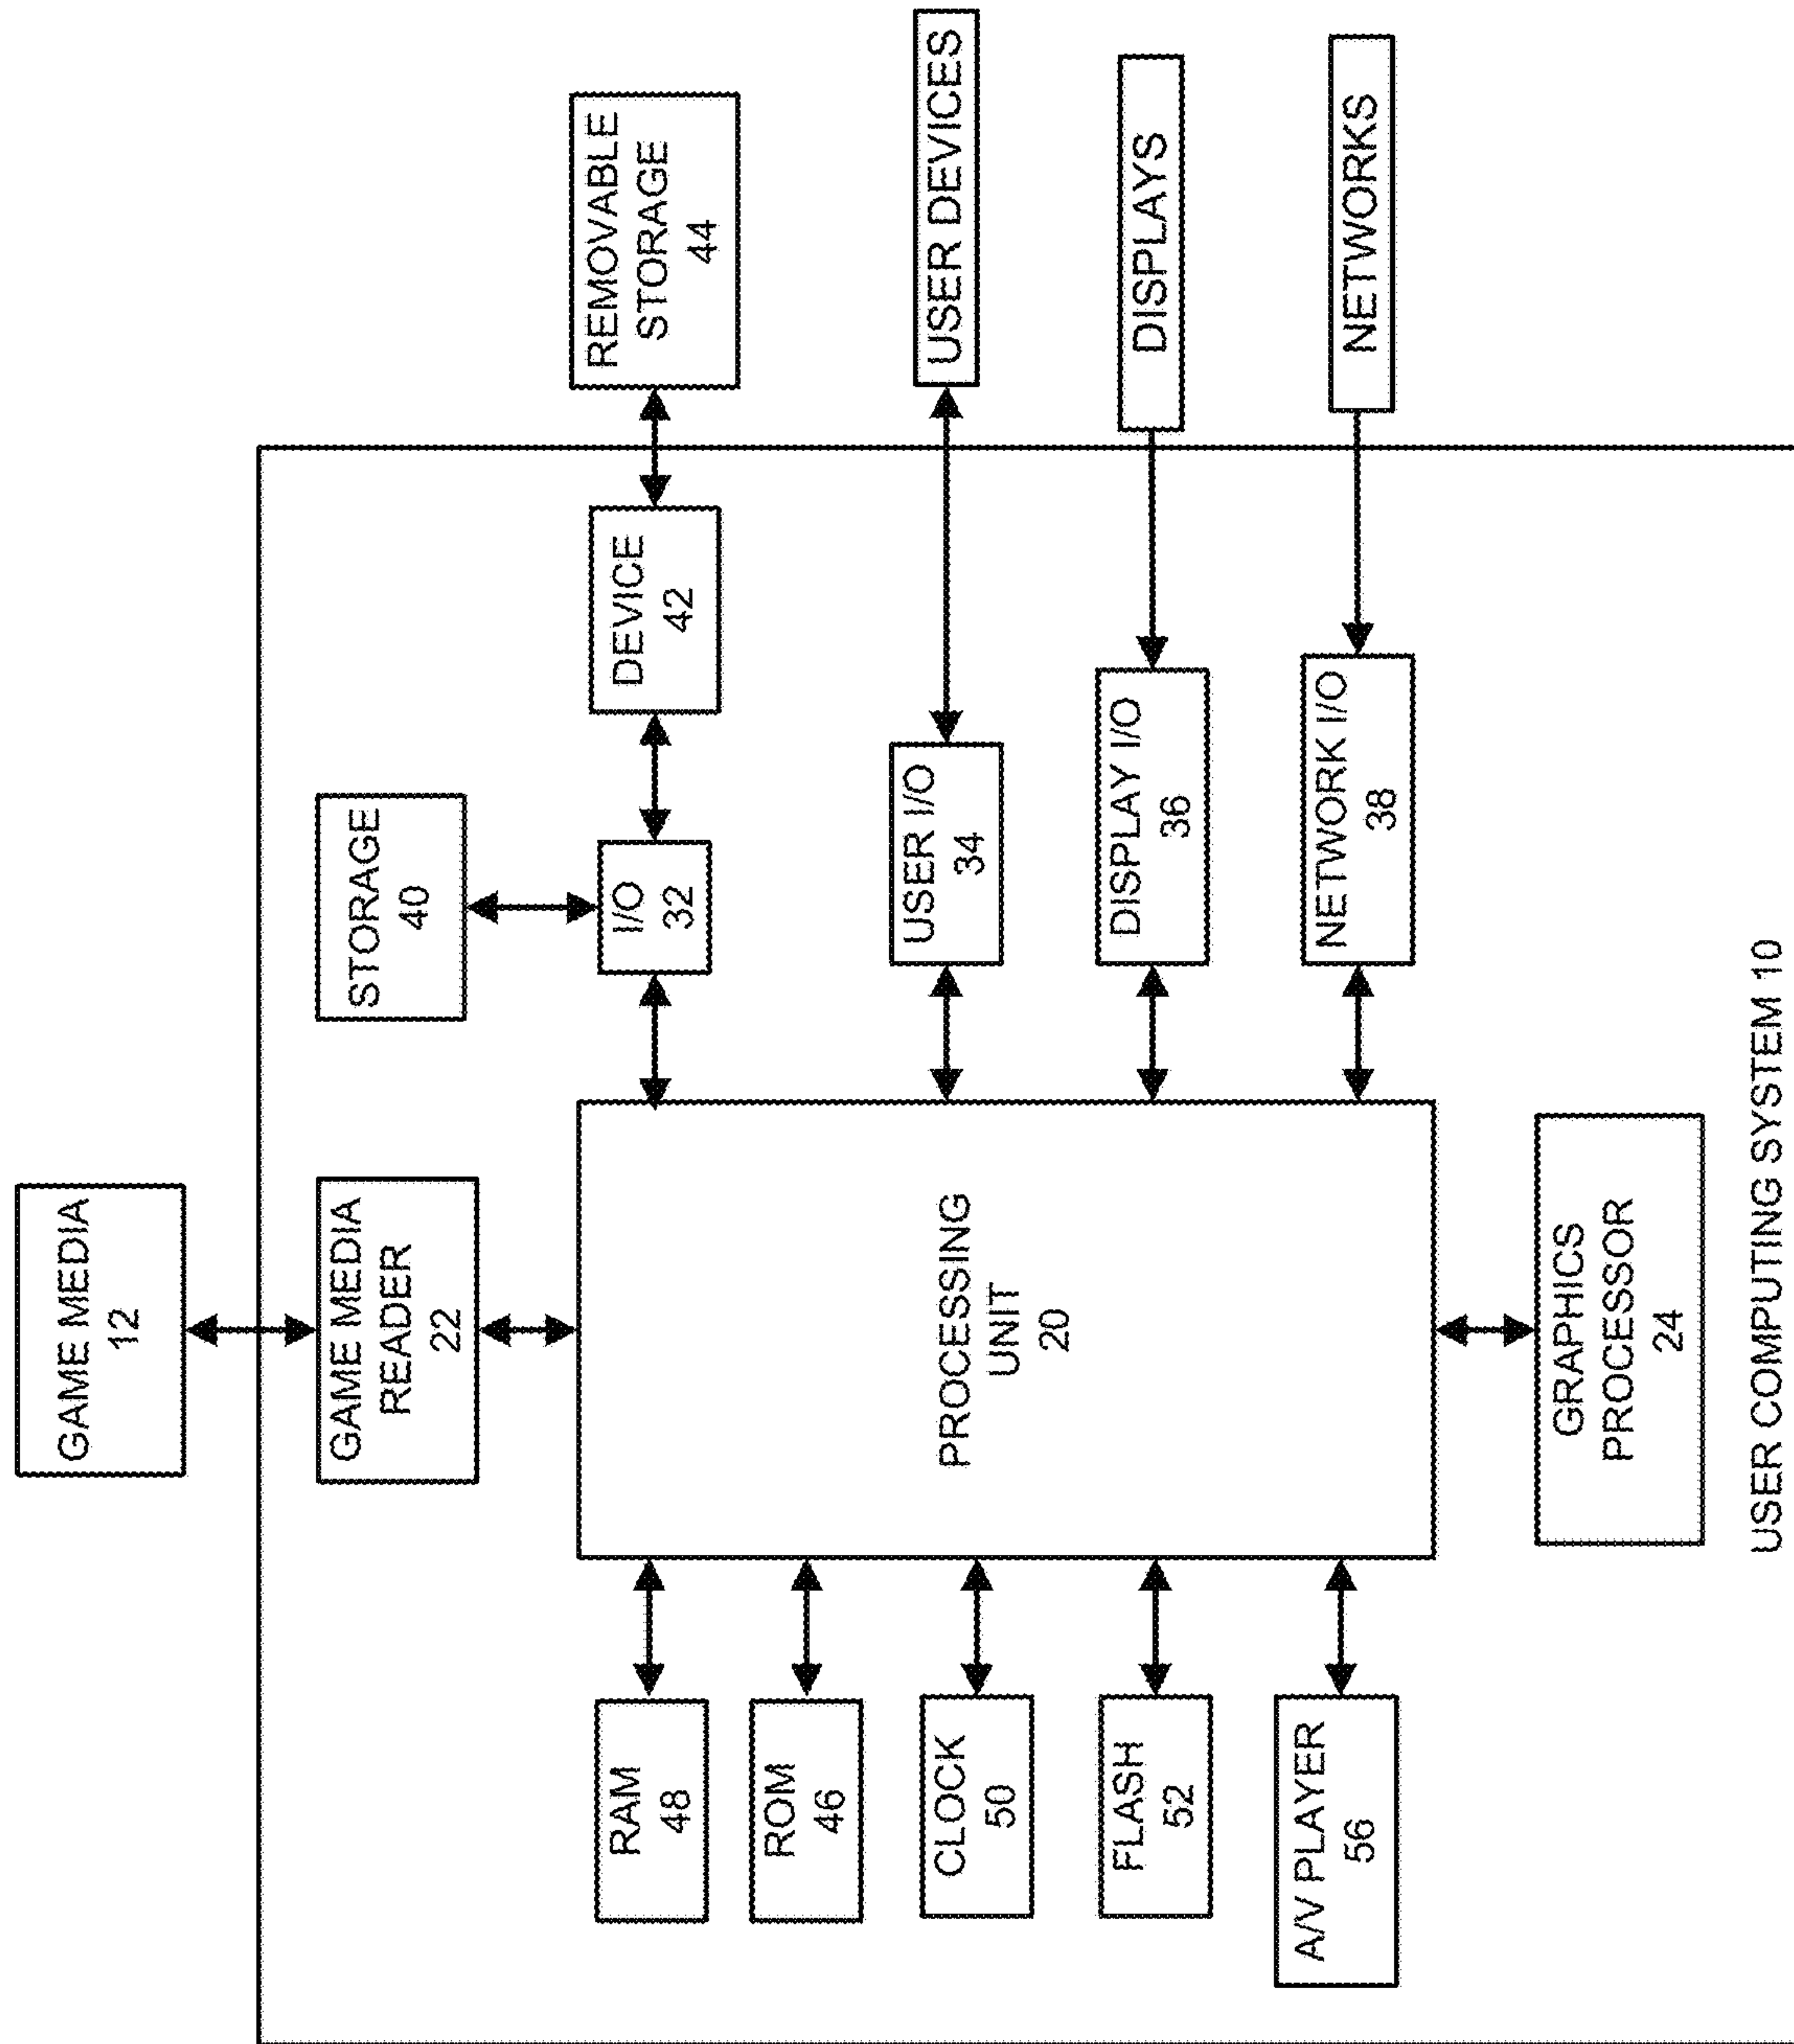 GAME MEDIA
12
GAME MEDIA
READER
22
STORAGE
40
RAM
48
ROM
46
CLOCK
50
FLASH
52
A/V PLAYER
56
PROCESSING
UNIT
20
I/O
32
DEVICE
42
REMOVABLE
STORAGE
44
USER I/O
34
USER DEVICES
DISPLAY I/O
36
DISPLAYS
NETWORK I/O
38
NETWORKS
GRAPHICS
PROCESSOR
24
USER COMPUTING SYSTEM 10